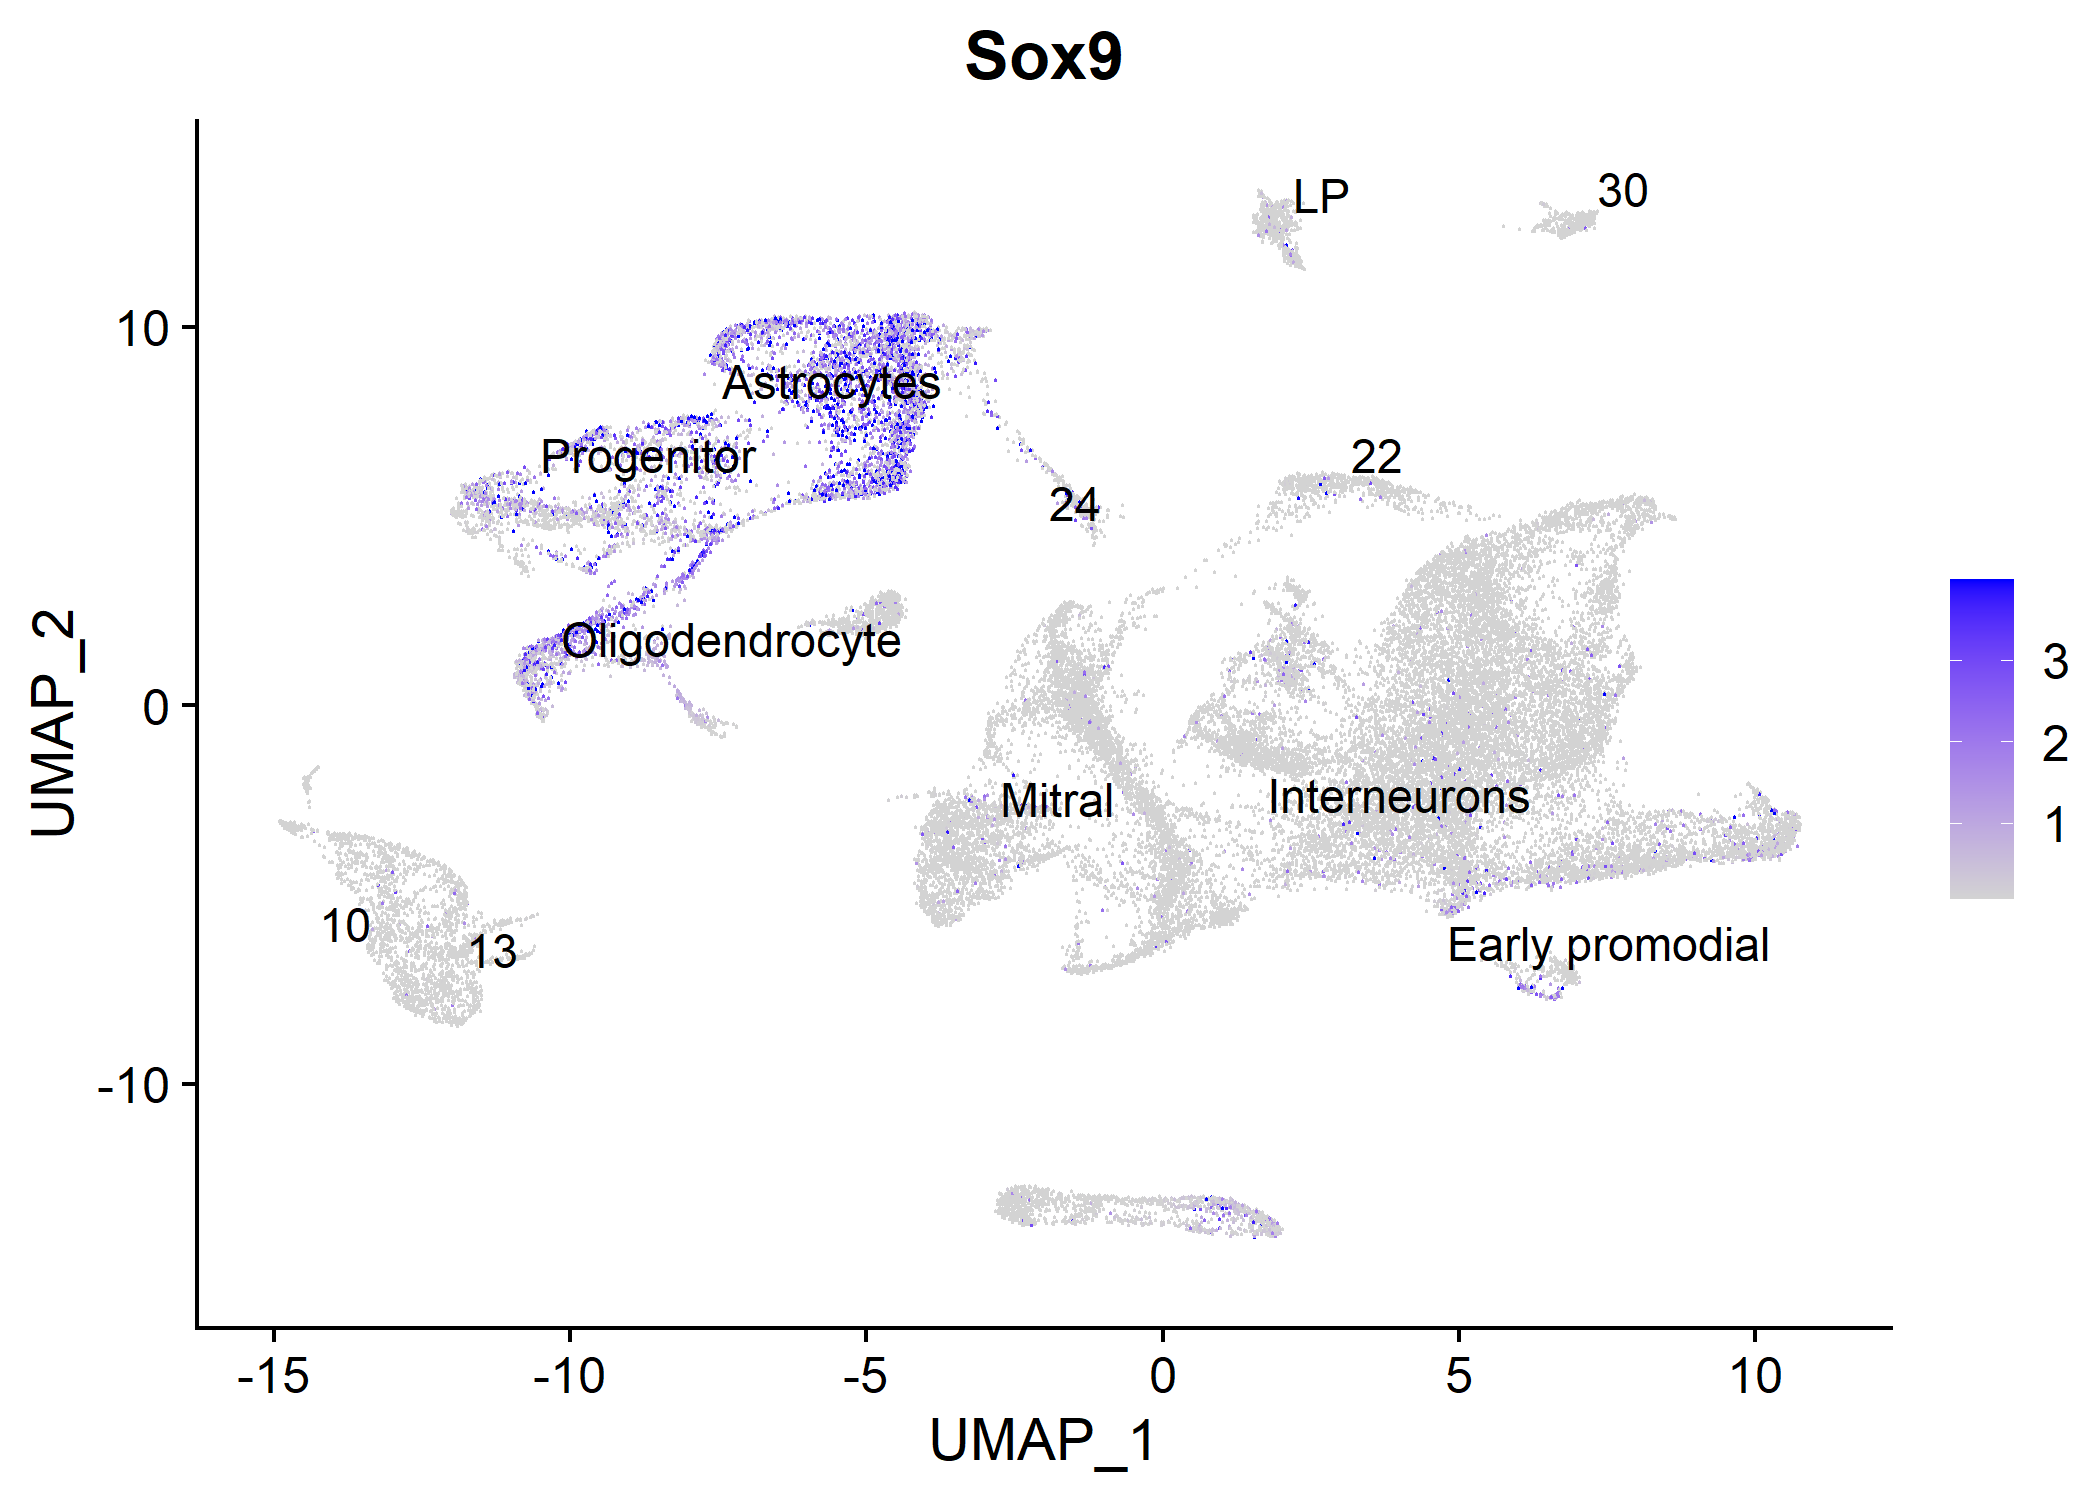 Sox9
LP
30
10
Astrocytes
Progenitor
22
24
Oligodendrocyte
0
3
2
1
Mitral
Interneurons
10
13
Early promodial
-10
-15
-10
-5
0
5
10
UMAP_1
UMAP_2